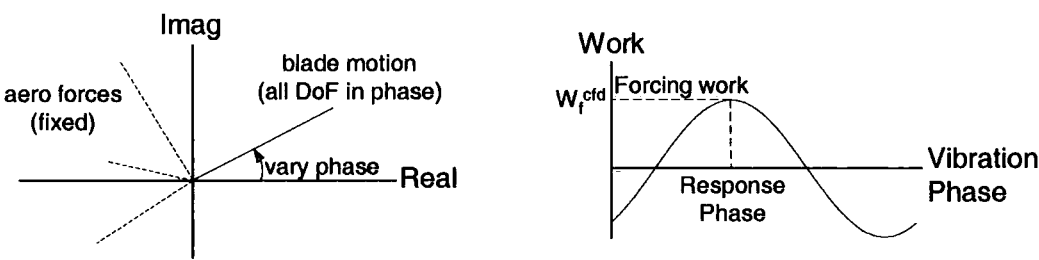 Imag
blade motion
(all DoF in phase)
aero forces
(fixed)
vary phase
Real
Work
W_f^cfd
Forcing work
Response
Phase
Vibration
Phase